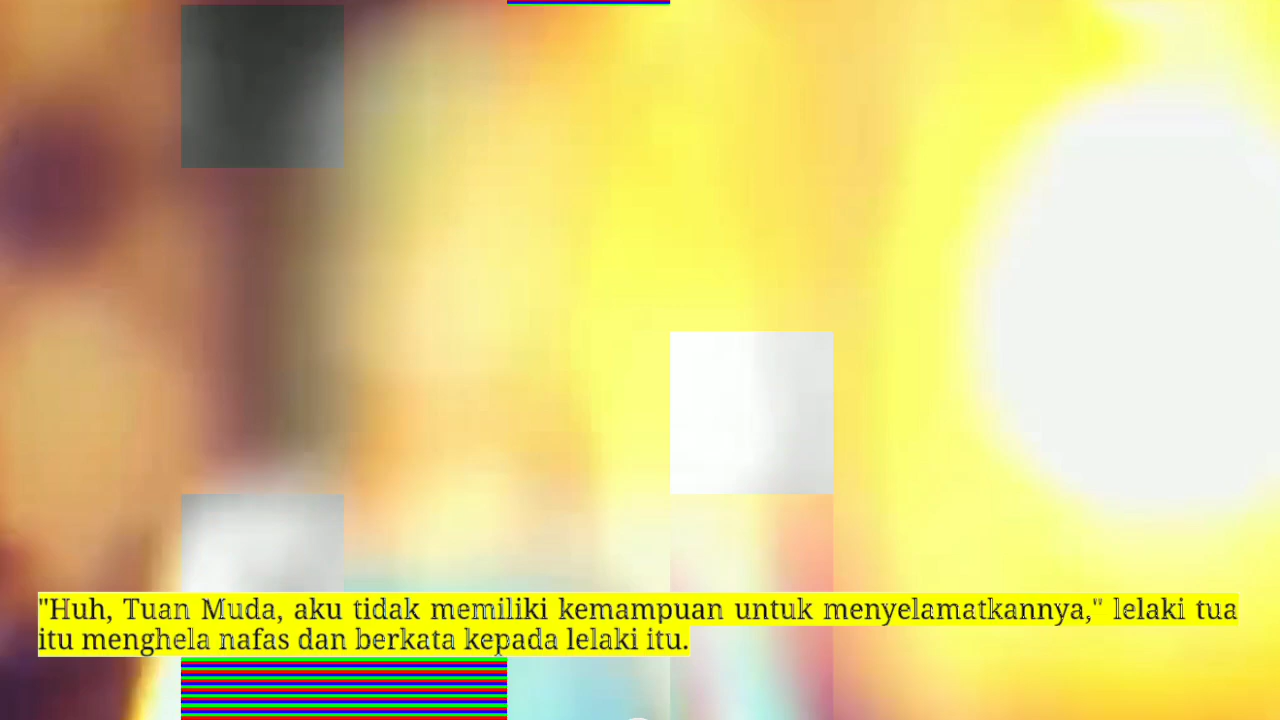 "Huh, Tuan Muda, aku tidak memiliki kemampuan untuk menyelamatkannya," lelaki tua
itu menghela nafas dan berkata kepada lelaki itu.